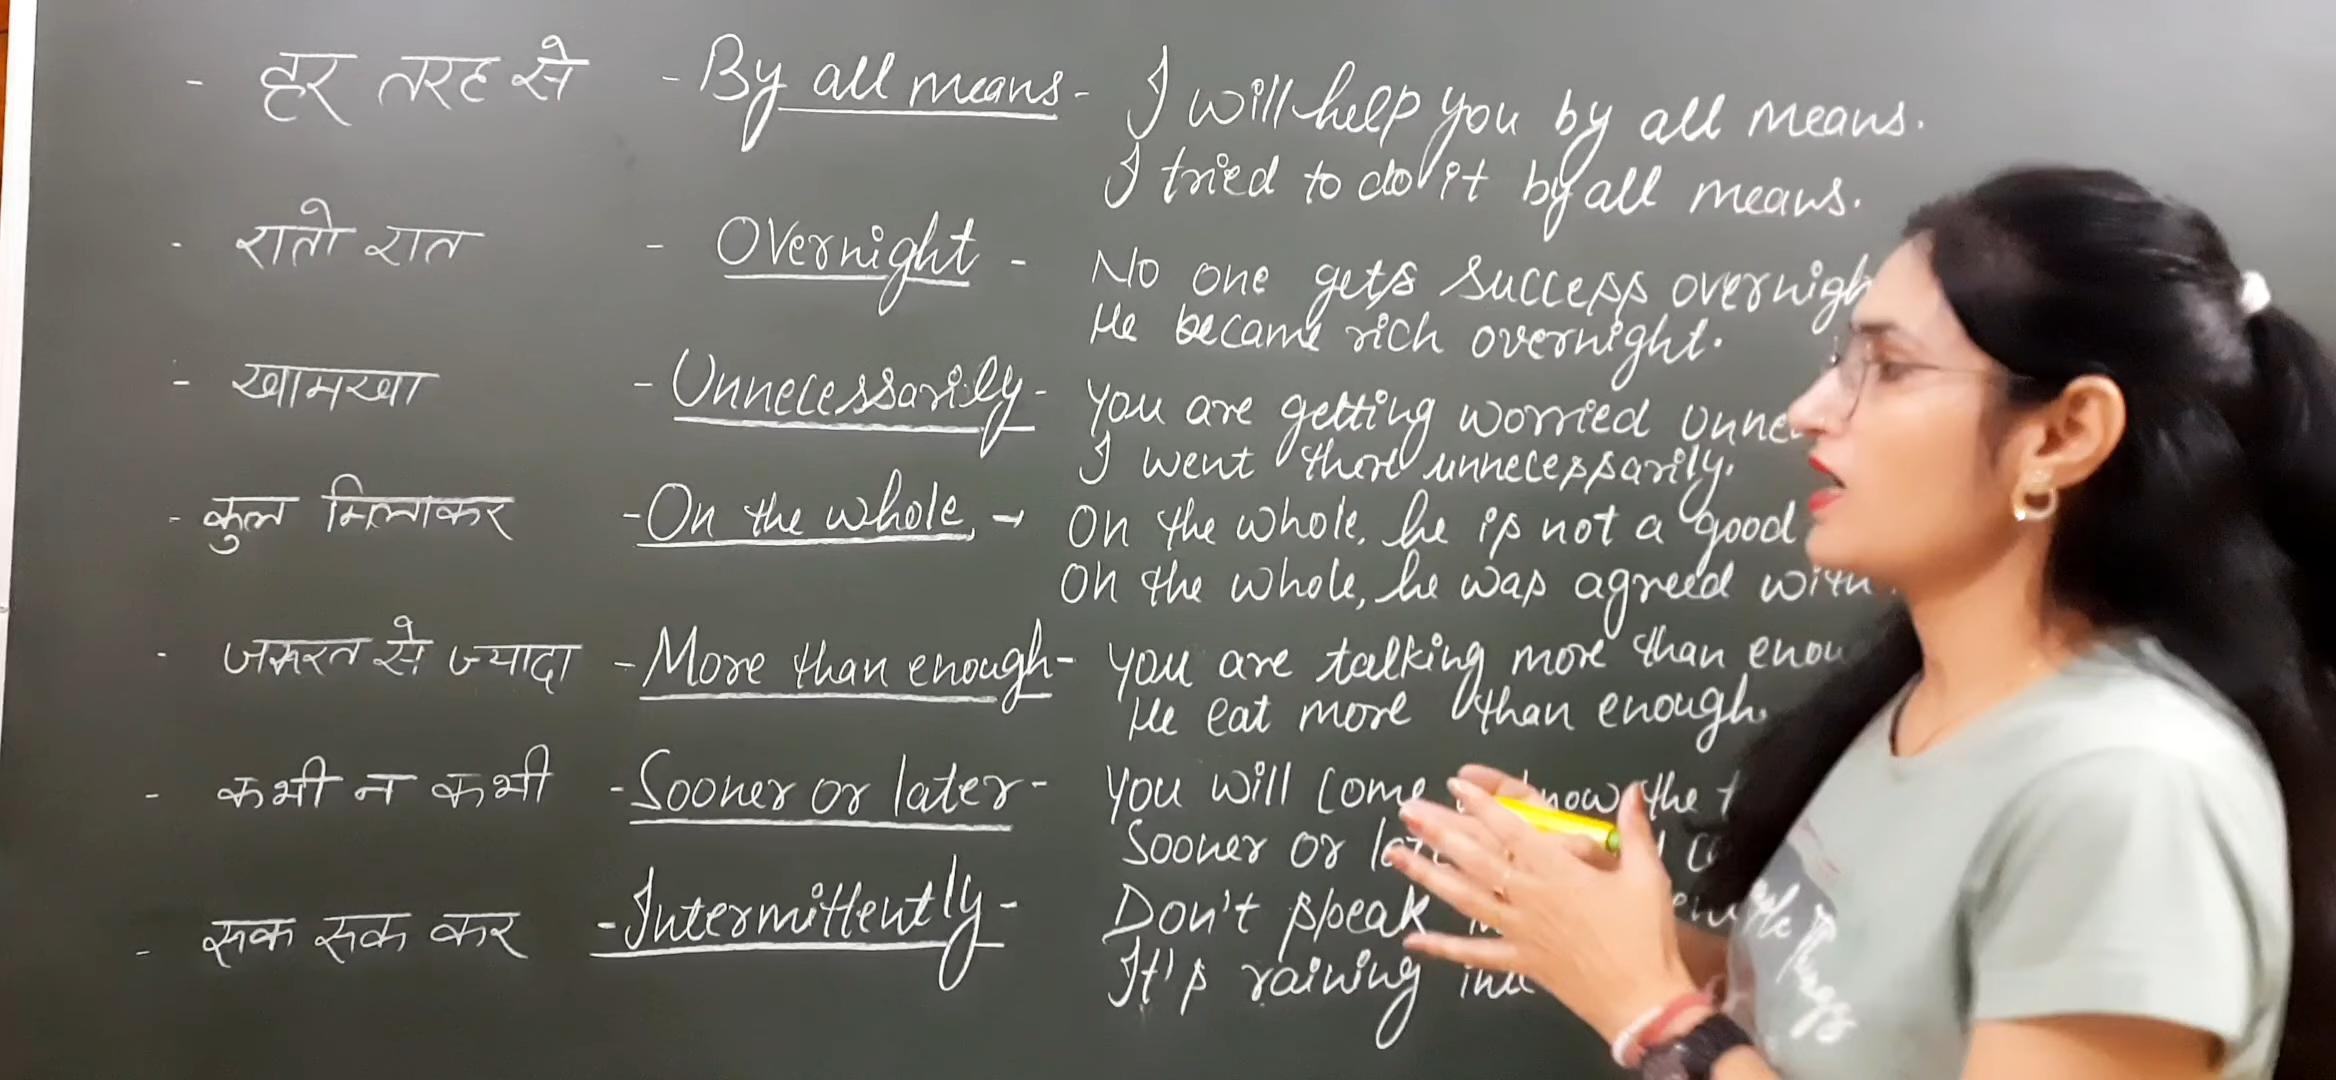 - हर तरह से - By all means - I will help you by all means.
I tried to do it by all means.
- रातो रात - Overnight - No one gets success
He became rich overnight.
- खामखा - Unnecessarily - You are getting worried
I went there unnecessarily.
- कुल मिलाकर - On the whole, - On the whole, he is not a good
On the whole, he was agreed with
- जरूरत से ज्यादा - More than enough - You are talking more than
He eat more than enough.
- कभी न कभी - Sooner or later - You will come the
Sooner or
- रूक रूक कर - Intermittently - Don't speak
It's raining